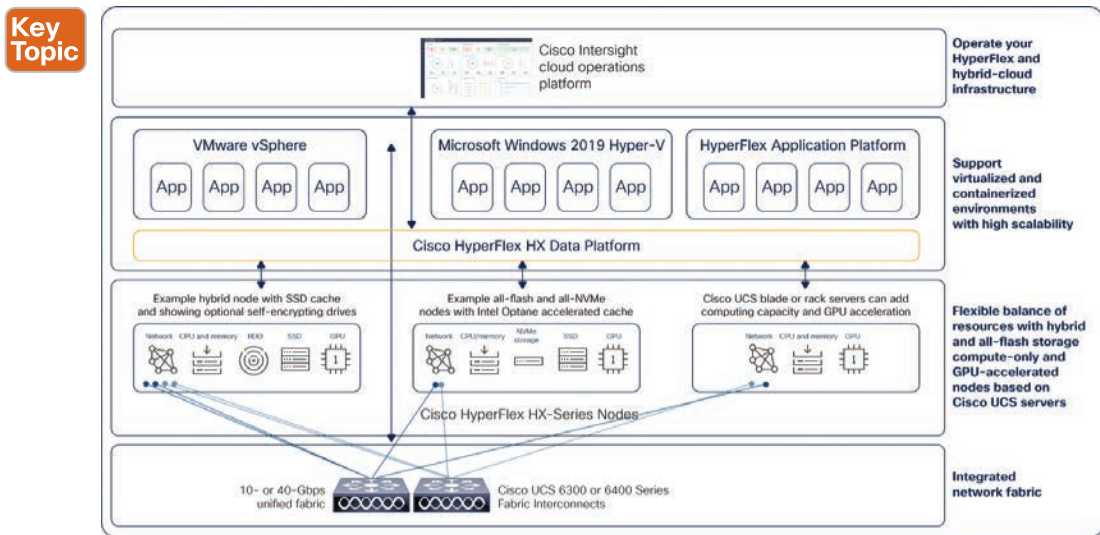 Key
Topic
Cisco Intersight
cloud operations
platform
Operate your
HyperFlex and
hybrid-cloud
infrastructure
VMware vSphere
App App App App
Microsoft Windows 2019 Hyper-V
App App App App
HyperFlex Application Platform
App App App App
Cisco HyperFlex HX Data Platform
Support
virtualized and
containerized
environments
with high scalability
Example hybrid node with SSD cache
and showing optional self-encrypting drives
Network CPU and memory HDD SSD GPU
1
Example all-flash and all-NVMe
nodes with Intel Optane accelerated cache
Network CPU/memory NVMe
storage SSD GPU
1
Cisco UCS blade or rack servers can add
computing capacity and GPU acceleration
Network CPU and memory GPU
1
Cisco HyperFlex HX-Series Nodes
Flexible balance of
resources with hybrid
and all-flash storage
compute-only and
GPU-accelerated
nodes based on
Cisco UCS servers
10- or 40-Gbps
unified fabric
Cisco UCS 6300 or 6400 Series
Fabric Interconnects
Integrated
network fabric